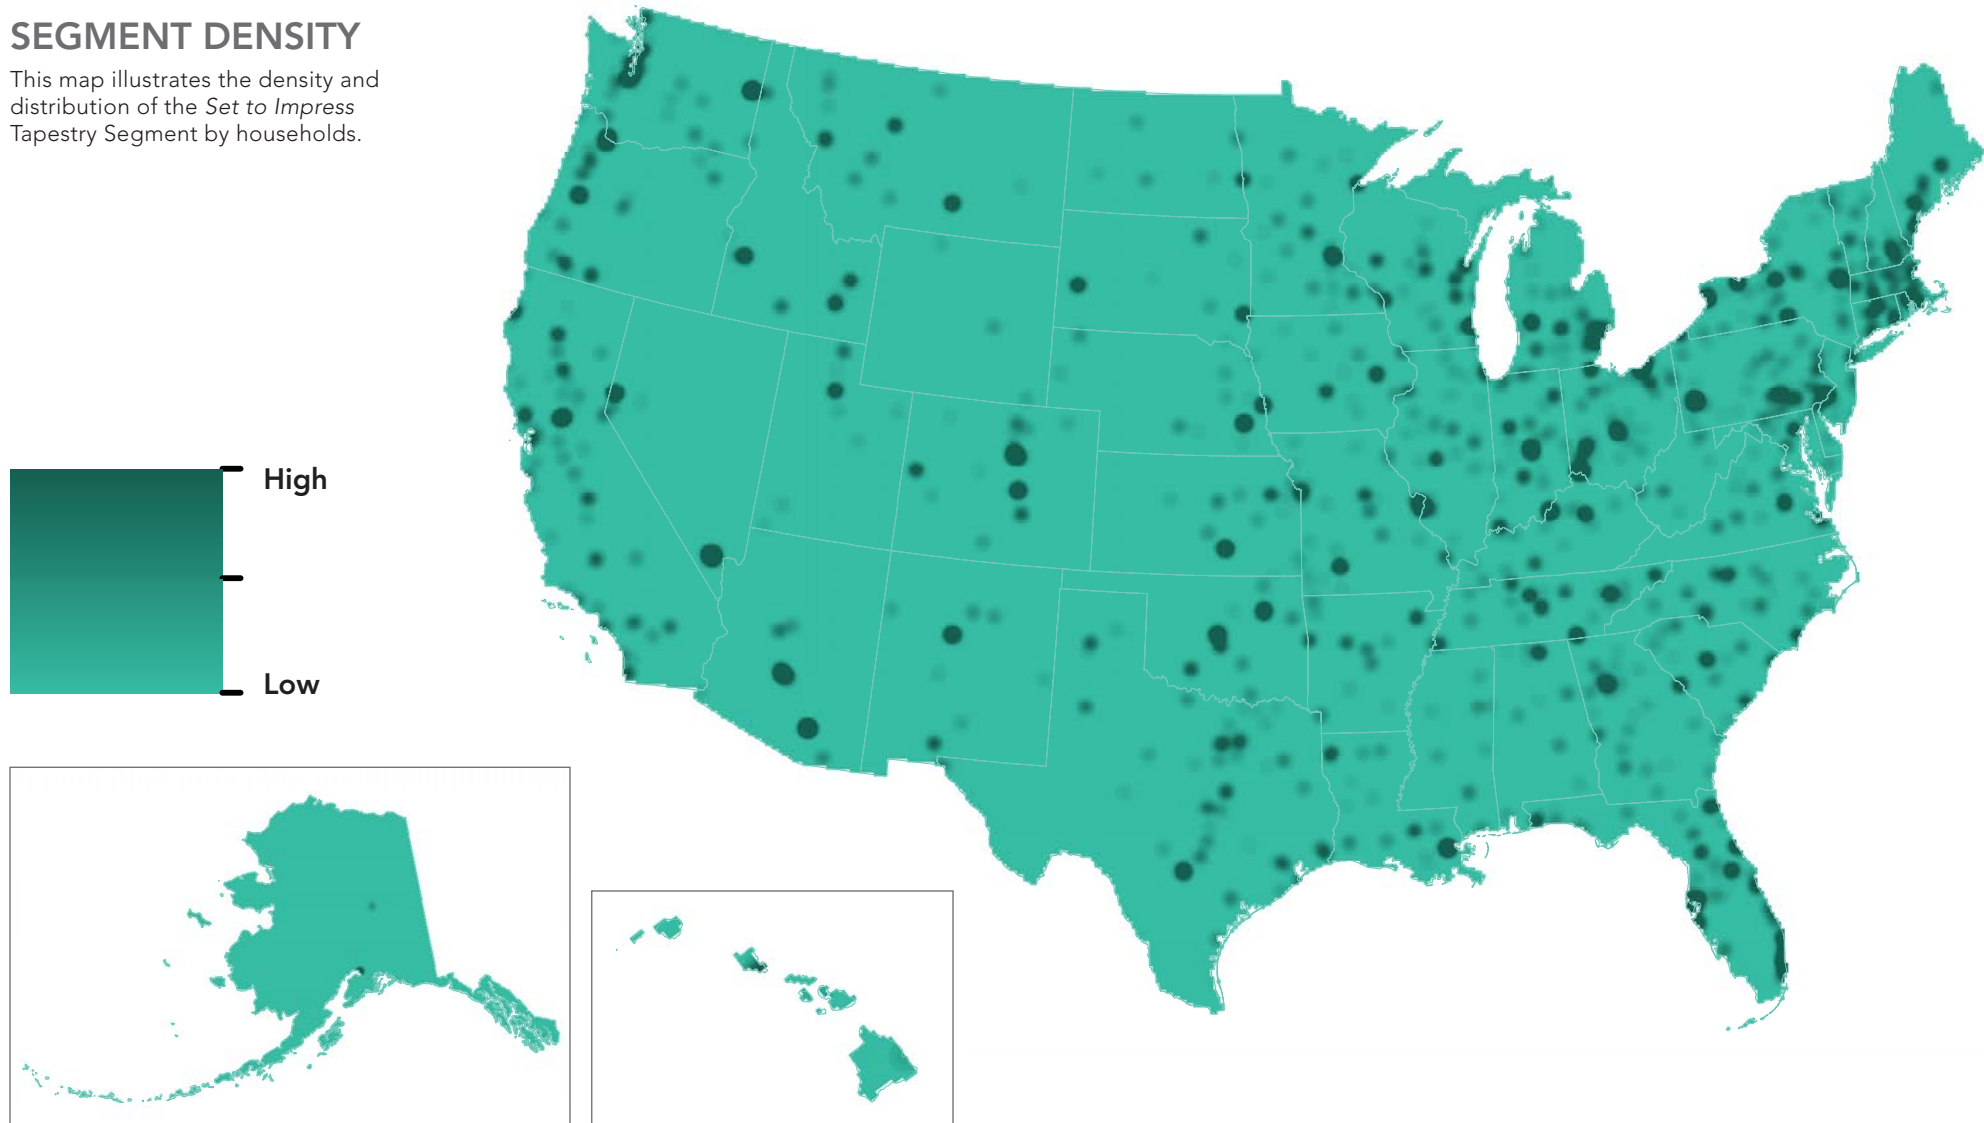 SEGMENT DENSITY
This map illustrates the density and
distribution of the Set to Impress
Tapestry Segment by households.
High
Low